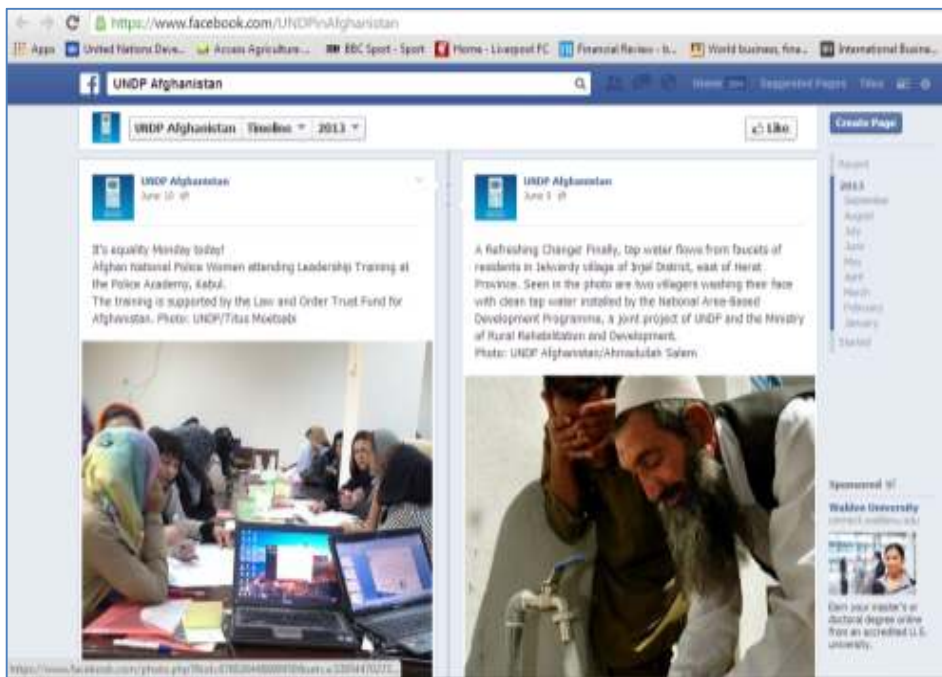 https://www.facebook.com/UNDPinAfghanistan
Apps United Nations Deve... Access Agriculture... BBC Sport - Sport Home - Liverpool FC Financial Review - b... World business, fina... International Busine...
UNDP Afghanistan
Home Suggested Pages Titus
UNDP Afghanistan Timeline 2013 Like
Create Page
UNDP Afghanistan
June 10
It's equality Monday today!
Afghan National Police Women attending Leadership Training at
the Police Academy, Kabul.
The training is supported by the Law and Order Trust Fund for
Afghanistan. Photo: UNDP/Titus Moetsabi
UNDP Afghanistan
June 5
A Refreshing Change! Finally, tap water flows from faucets of
residents in village of Injel District, east of Herat
Province. Seen in the photo are two villagers washing their face
with clean tap water installed by the National Area-Based
Development Programme, a joint project of UNDP and the Ministry
of Rural Rehabilitation and Development.
Photo: UNDP Afghanistan/Ahmadullah Salem
Recent
2013
September
August
July
June
May
April
March
February
January
Started
Sponsored
Walden University
connect.waldenu.edu
Earn your master's or
doctoral degree online
from an accredited U.S.
university.